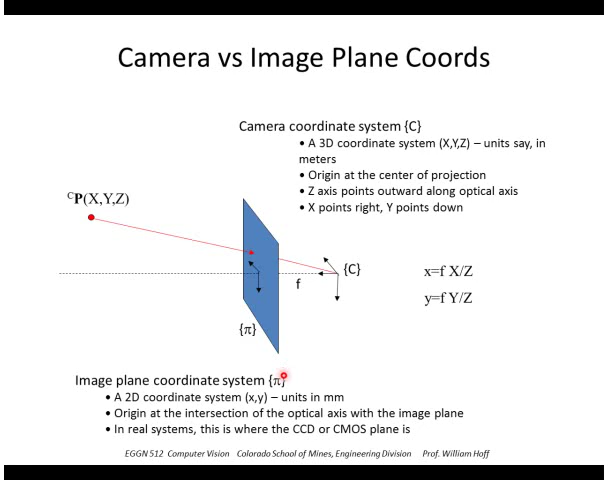 Camera vs Image Plane Coords
Camera coordinate system {C}
• A 3D coordinate system (X,Y,Z) – units say, in
meters
• Origin at the center of projection
• Z axis points outward along optical axis
• X points right, Y points down
CP(X,Y,Z)
{C}
f
x=f X/Z
y=f Y/Z
{π}
Image plane coordinate system {π}
• A 2D coordinate system (x,y) – units in mm
• Origin at the intersection of the optical axis with the image plane
• In real systems, this is where the CCD or CMOS plane is
EGGN 512 Computer Vision Colorado School of Mines, Engineering Division Prof. William Hoff